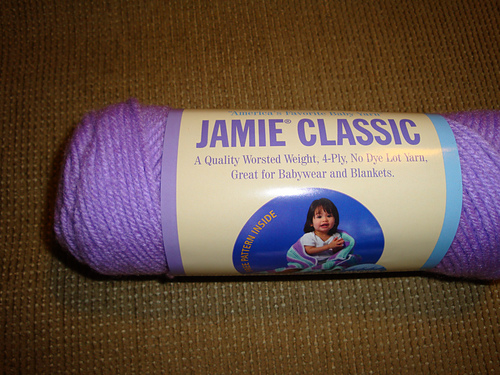 America's Favorite Baby Yarn
JAMIE® CLASSIC
A Quality Worsted Weight, 4-Ply, No Dye Lot Yarn,
Great for Babywear and Blankets.
PATTERN INSIDE